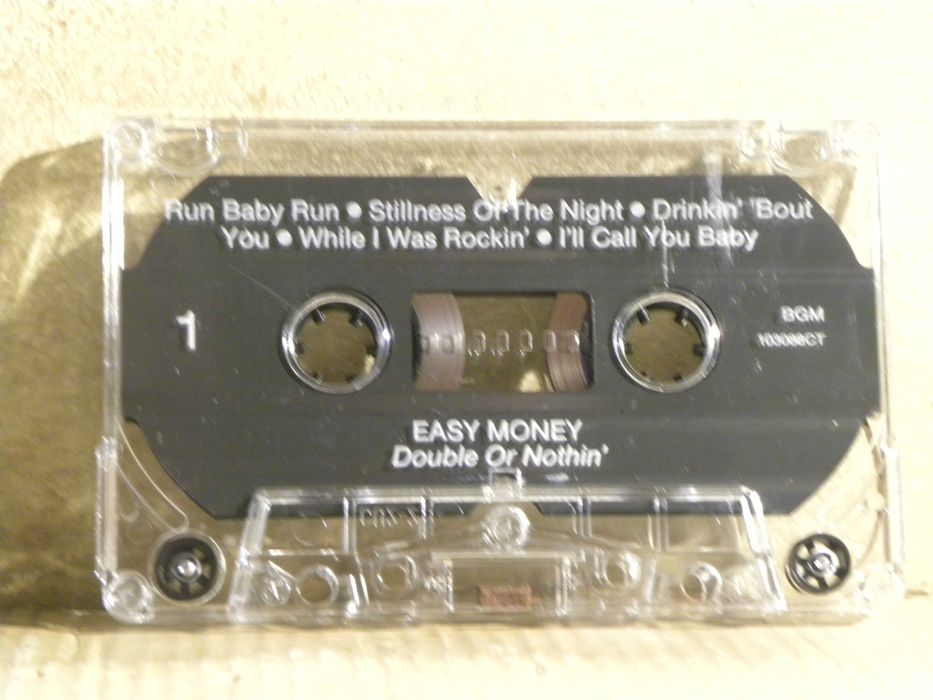 Run Baby Run • Stillness Of The Night • Drinkin' 'Bout
You • While I Was Rockin' • I'll Call You Baby
1
BGM
103088CT
EASY MONEY
Double Or Nothin'